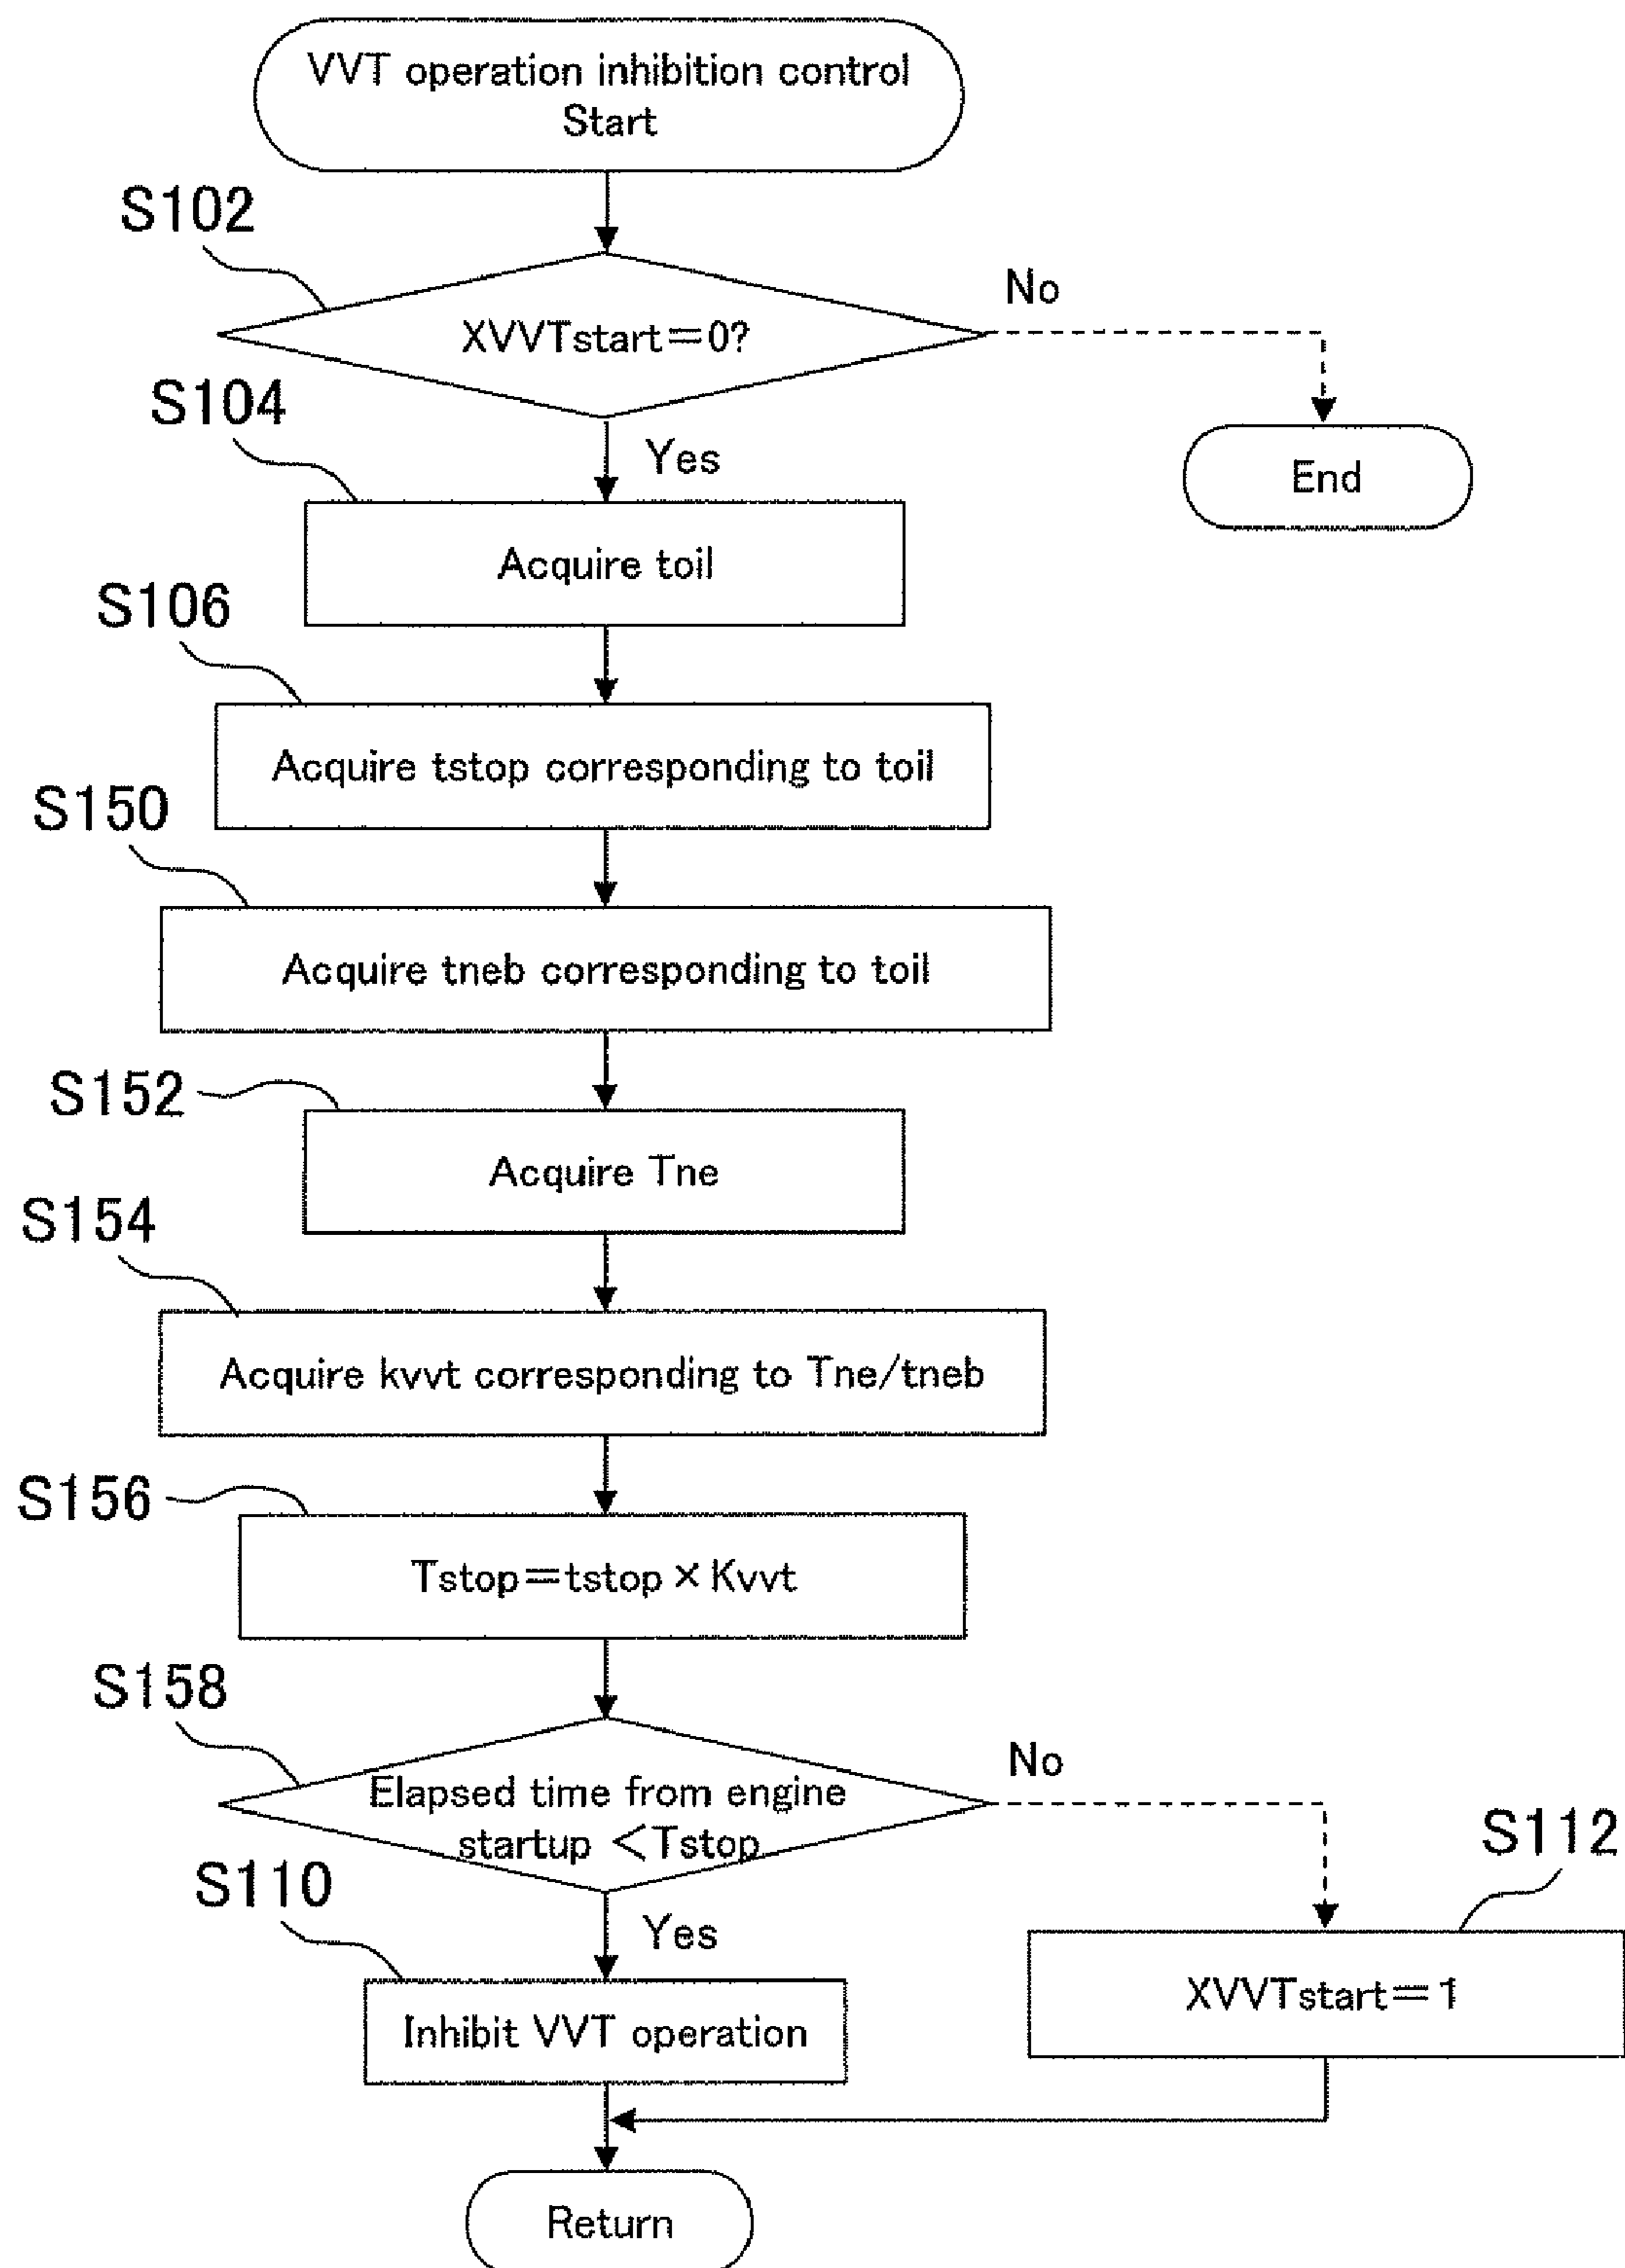 VVT operation inhibition control
Start
S102
No
XVVTstart=0?
S104
Yes
End
Acquire toil
S106
Acquire tstop corresponding to toil
S150
Acquire tneb corresponding to toil
S152
Acquire Tne
S154
Acquire kvvt corresponding to Tne/tneb
S156
Tstop=tstop×Kvvt
S158
No
Elapsed time from engine
startup <Tstop
S112
S110
Yes
XVVTstart=1
Inhibit VVT operation
Return